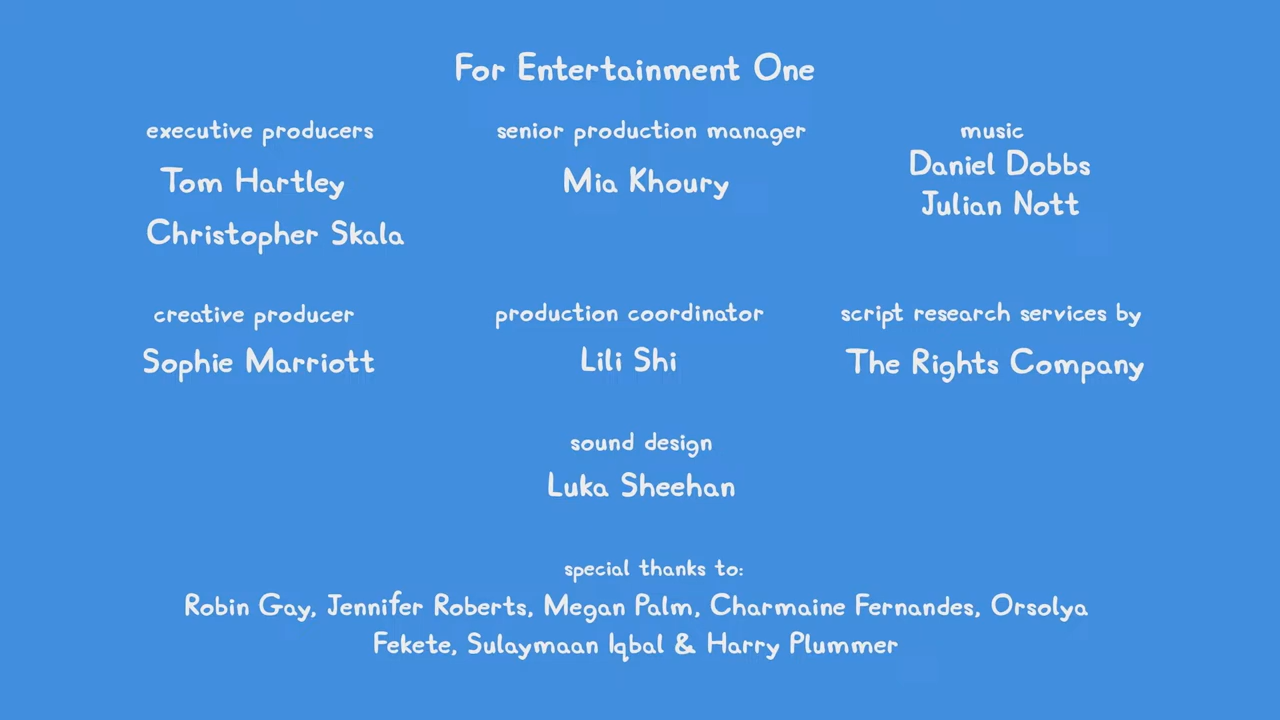 For Entertainment One
executive producers
Tom Hartley
Christopher Skala
senior production manager
Mia Khoury
music
Daniel Dobbs
Julian Nott
creative producer
Sophie Marriott
production coordinator
Lili Shi
script research services by
The Rights Company
sound design
Luka Sheehan
special thanks to:
Robin Gay, Jennifer Roberts, Megan Palm, Charmaine Fernandes, Orsolya
Fekete, Sulaymaan Iqbal & Harry Plummer